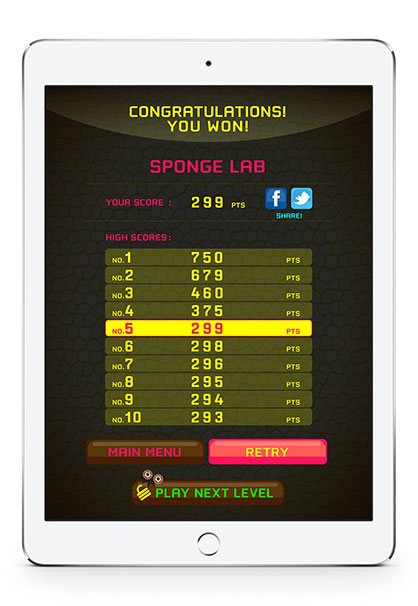 CONGRATULATIONS!
YOU WON!
SPONGE LAB
YOUR SCORE : 299 PTS
SHARE!
HIGH SCORES :
NO.1 750 PTS
NO.2 679 PTS
NO.3 460 PTS
NO.4 375 PTS
NO.5 299 PTS
NO.6 298 PTS
NO.7 296 PTS
NO.8 295 PTS
NO.9 294 PTS
NO.10 293 PTS
MAIN MENU RETRY
PLAY NEXT LEVEL